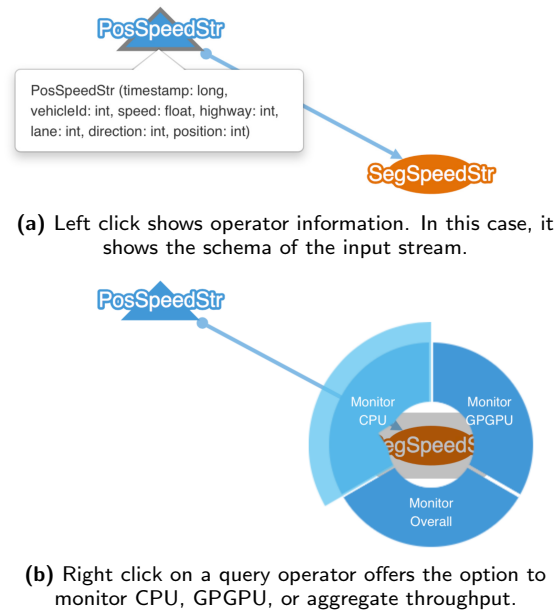 PosSpeedStr
PosSpeedStr (timestamp: long,
vehicleId: int, speed: float, highway: int,
lane: int, direction: int, position: int)
SegSpeedStr
(a) Left click shows operator information. In this case, it
shows the schema of the input stream.
PosSpeedStr
Monitor
CPU
Monitor
GPGPU
egSpeedS
Monitor
Overall
(b) Right click on a query operator offers the option to
monitor CPU, GPGPU, or aggregate throughput.